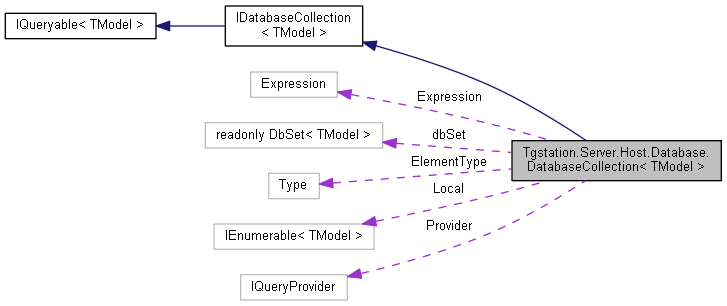 IQueryable< TModel >
IDatabaseCollection
< TModel >
Expression
Expression
readonly DbSet< TModel >
dbSet
Tgstation.Server.Host.Database.
DatabaseCollection< TModel >
ElementType
Type
Local
IEnumerable< TModel >
Provider
IQueryProvider